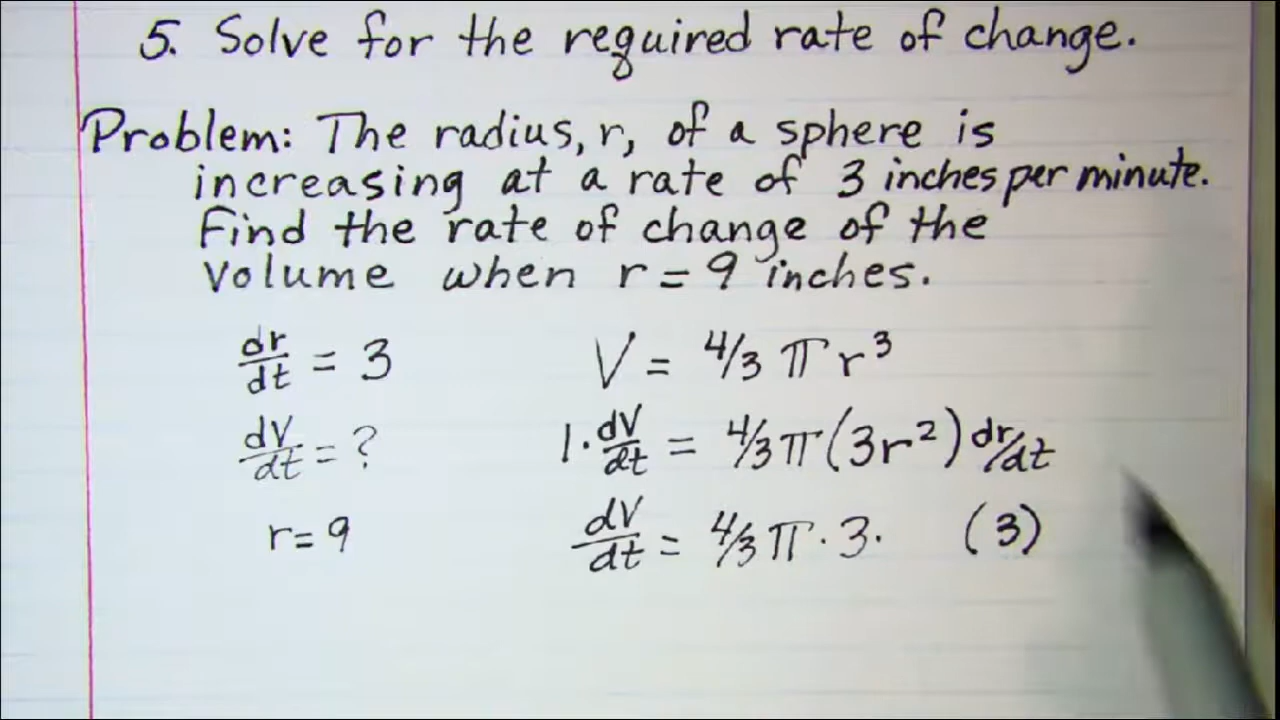 5. Solve for the required rate of change.
Problem: The radius, r, of a sphere is
increasing at a rate of 3 inches per minute.
Find the rate of change of the
volume when r = 9 inches.
dr/dt = 3
V = 4/3 π r³
dV/dt = ?
1 · dV/dt = 4/3 π (3r²) dr/dt
r = 9
dV/dt = 4/3 π · 3 · (3)